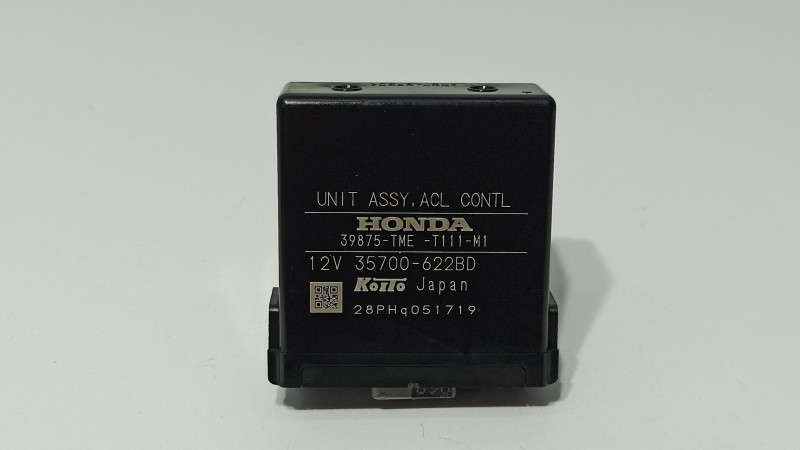 UNIT ASSY,ACL CONTL
HONDA
39875-TME -T111-M1
12V 35700-622BD
KOITO Japan
28PHq051719